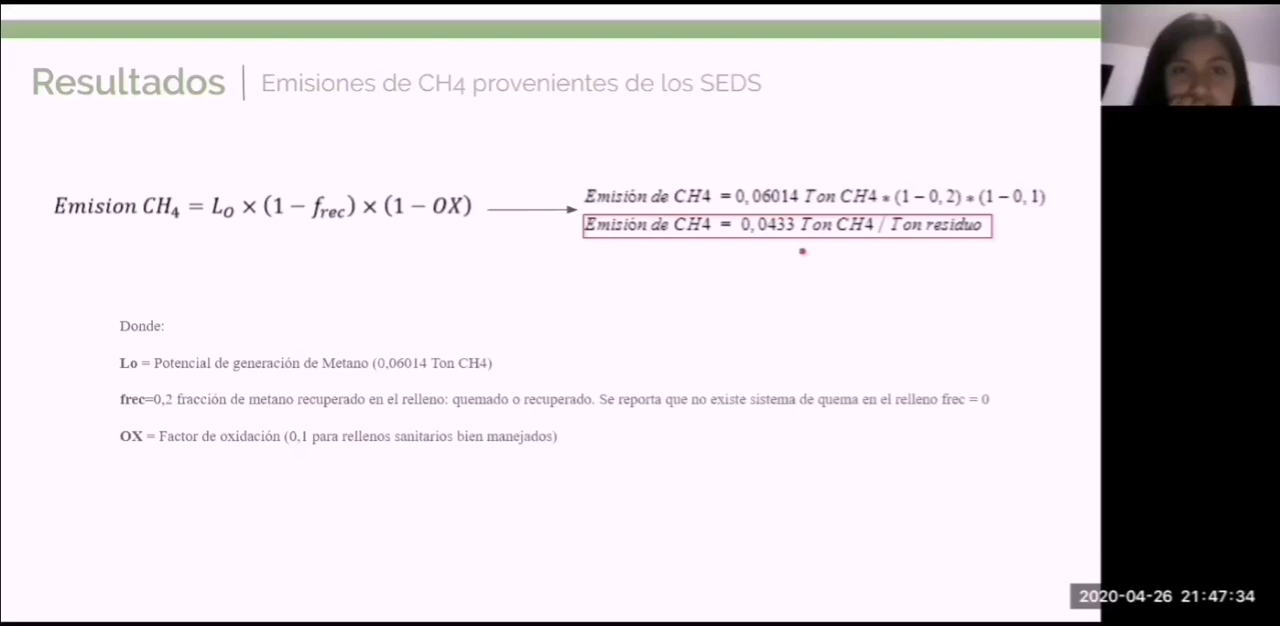 Resultados | Emisiones de CH4 provenientes de los SEDS
Emision CH₄ = L₀ × (1 − f_rec) × (1 − OX)
Emisión de CH4 = 0,06014 Ton CH4 * (1 − 0,2) * (1 − 0,1)
Emisión de CH4 = 0,0433 Ton CH4 / Ton residuo
Donde:
Lo = Potencial de generación de Metano (0,06014 Ton CH4)
frec=0,2 fracción de metano recuperado en el relleno: quemado o recuperado. Se reporta que no existe sistema de quema en el relleno frec = 0
OX = Factor de oxidación (0,1 para rellenos sanitarios bien manejados)
2020-04-26 21:47:34